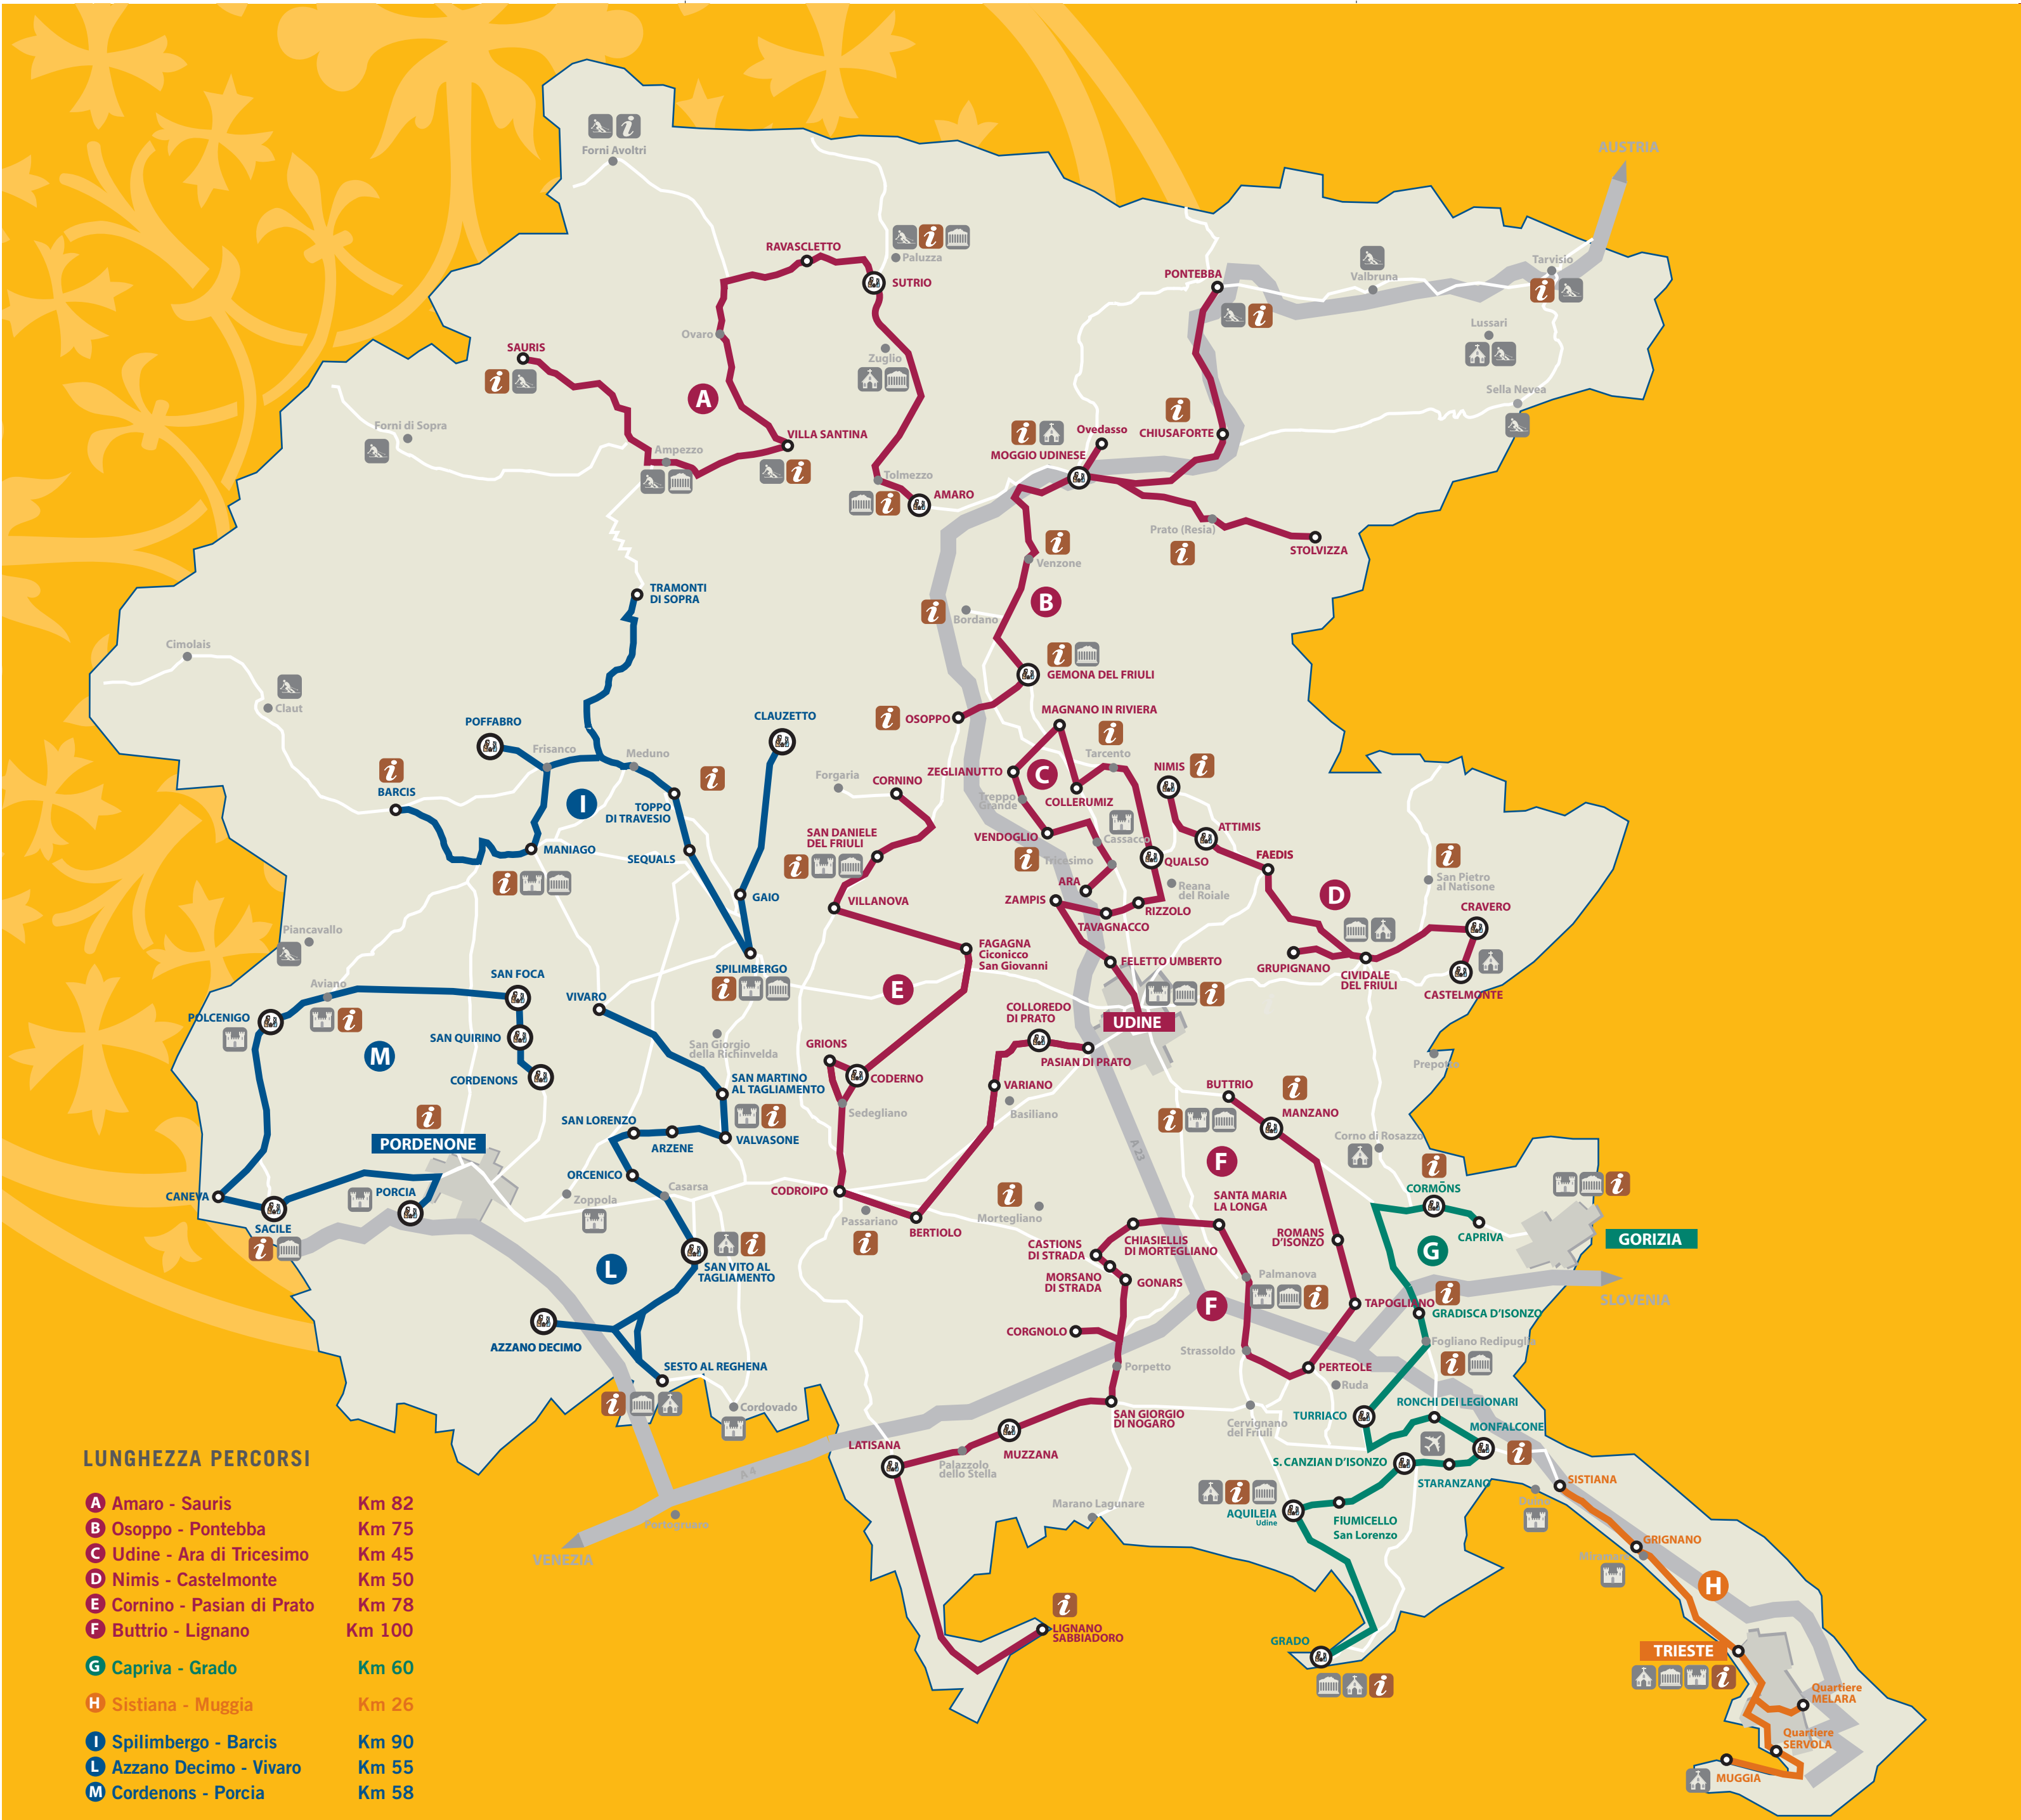 AUSTRIA
Forni Avoltri
RAVASCLETTO
Paluzza
SUTRIO
PONTEBBA
Valbruna
Tarvisio
Ovaro
Zuglio
Lussari
SAURIS
A
Sella Nevea
Forni di Sopra
VILLA SANTINA
Ampezzo
Tolmezzo
AMARO
Ovedasso
MOGGIO UDINESE
CHIUSAFORTE
Prato (Resia)
STOLVIZZA
Venzone
B
Bordano
TRAMONTI
DI SOPRA
Cimolais
Claut
GEMONA DEL FRIULI
OSOPPO
POFFABRO
Frisanco
Meduno
CLAUZETTO
BARCIS
I
TOPPO
DI TRAVESIO
MANIAGO
SEQUALS
GAIO
SPILIMBERGO
Forgaria
CORNINO
SAN DANIELE
DEL FRIULI
VILLANOVA
FAGAGNA
Ciconicco
San Giovanni
E
MAGNANO IN RIVIERA
ZEGLIANUTTO
C
Tarcento
COLLERUMIZ
Treppo
Grande
VENDOGLIO
Cassacco
Tricesimo
ARA
QUALSO
Reana
del Roiale
ZAMPIS
RIZZOLO
TAVAGNACCO
FELETTO UMBERTO
UDINE
NIMIS
ATTIMIS
FAEDIS
D
San Pietro
al Natisone
CRAVERO
GRUPIGNANO
CIVIDALE
DEL FRIULI
CASTELMONTE
Prepotto
Piancavallo
Aviano
SAN FOCA
POLCENIGO
SAN QUIRINO
M
CORDENONS
PORDENONE
CANEVA
SACILE
PORCIA
VIVARO
San Giorgio
della Richinvelda
SAN MARTINO
AL TAGLIAMENTO
SAN LORENZO
ARZENE
VALVASONE
ORCENICO
Casarsa
Zoppola
L
SAN VITO AL
TAGLIAMENTO
AZZANO DECIMO
SESTO AL REGHENA
Cordovado
GRIONS
CODERNO
Sedegliano
CODROIPO
Passariano
BERTIOLO
COLLOREDO
DI PRATO
PASIAN DI PRATO
VARIANO
Basiliano
A 23
BUTTRIO
MANZANO
F
Corno di Rosazzo
CORMÒNS
CAPRIVA
G
GORIZIA
SLOVENIA
Mortegliano
SANTA MARIA
LA LONGA
CHIASIELLIS
DI MORTEGLIANO
CASTIONS
DI STRADA
MORSANO
DI STRADA
GONARS
ROMANS
D'ISONZO
Palmanova
F
TAPOGLIANO
GRADISCA D'ISONZO
Fogliano Redipuglia
CORGNOLO
Porpetto
Strassoldo
PERTEOLE
Ruda
SAN GIORGIO
DI NOGARO
Cervignano
del Friuli
TURRIACO
RONCHI DEI LEGIONARI
MONFALCONE
S. CANZIAN D'ISONZO
STARANZANO
LATISANA
MUZZANA
Palazzolo
dello Stella
Marano Lagunare
AQUILEIA
Udine
FIUMICELLO
San Lorenzo
A 4
Portogruaro
VENEZIA
LIGNANO
SABBIADORO
GRADO
SISTIANA
Duino
GRIGNANO
Miramare
H
TRIESTE
Quartiere
MELARA
Quartiere
SERVOLA
MUGGIA
LUNGHEZZA PERCORSI
A Amaro - Sauris Km 82
B Osoppo - Pontebba Km 75
C Udine - Ara di Tricesimo Km 45
D Nimis - Castelmonte Km 50
E Cornino - Pasian di Prato Km 78
F Buttrio - Lignano Km 100
G Capriva - Grado Km 60
H Sistiana - Muggia Km 26
I Spilimbergo - Barcis Km 90
L Azzano Decimo - Vivaro Km 55
M Cordenons - Porcia Km 58